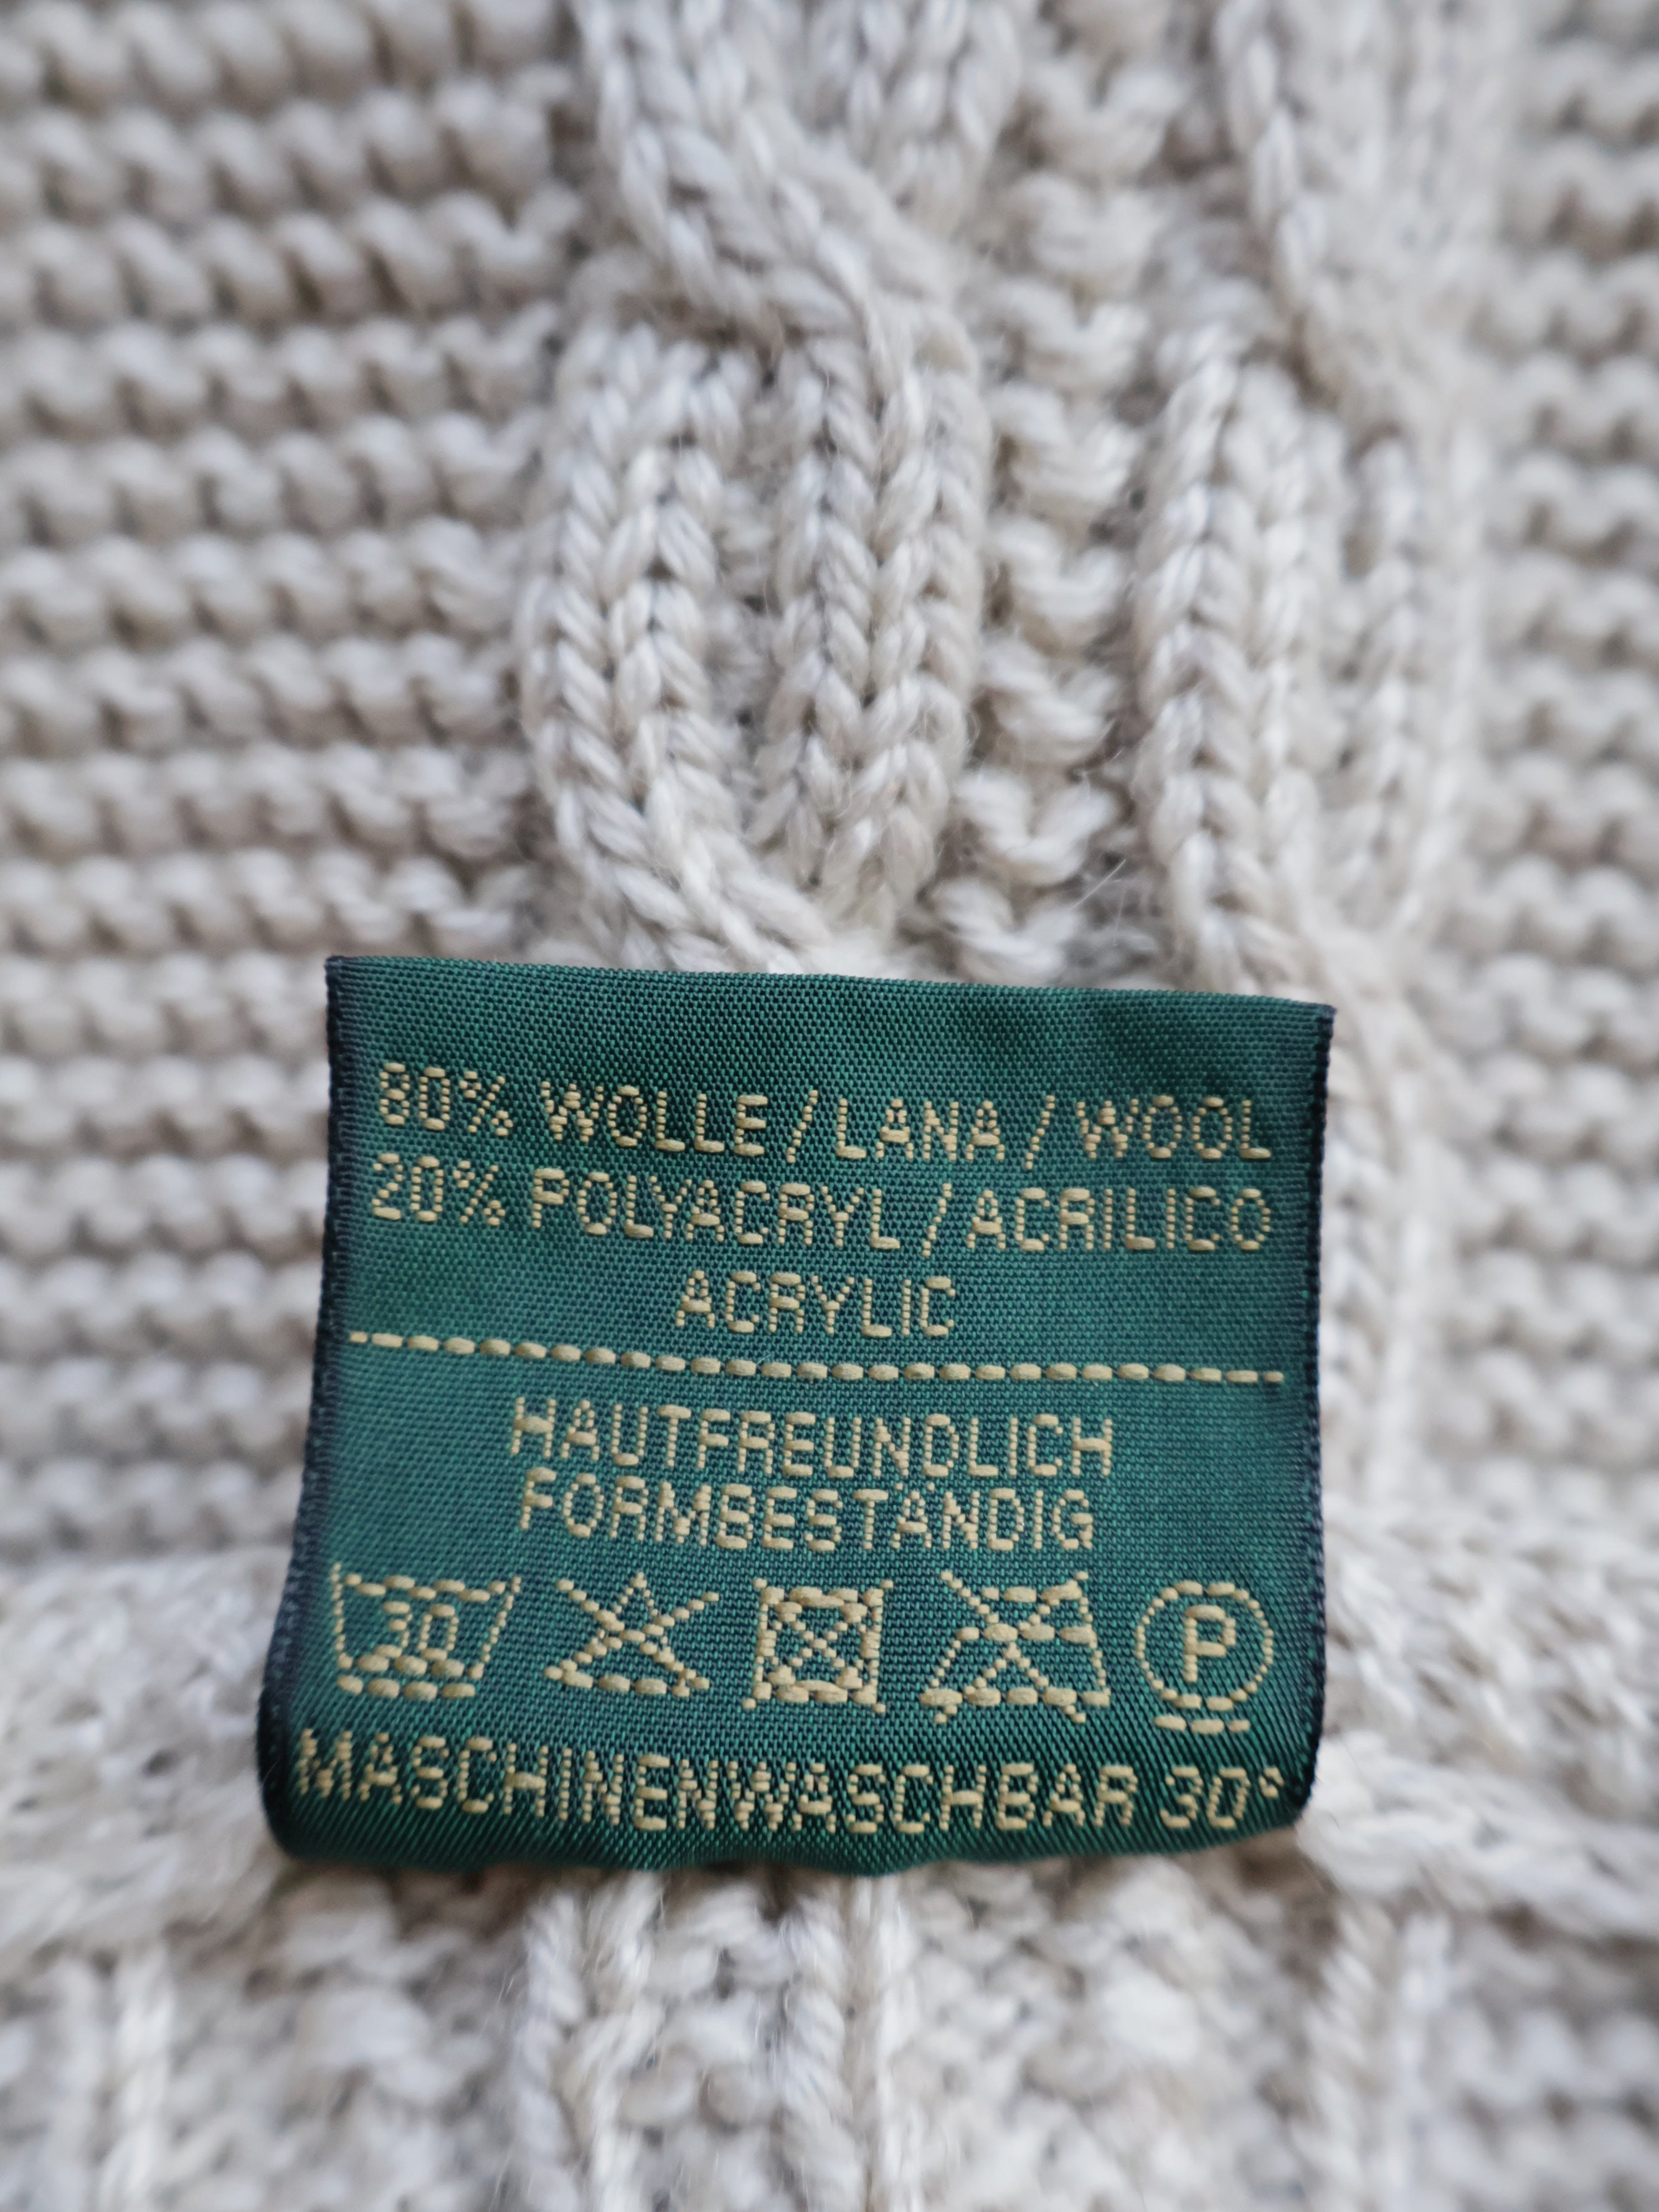 80% WOLLE / LANA / WOOL
20% POLYACRYL / ACRILICO
ACRYLIC
HAUTFREUNDLICH
FORMBESTÄNDIG
30 P
MASCHINENWASCHBAR 30°